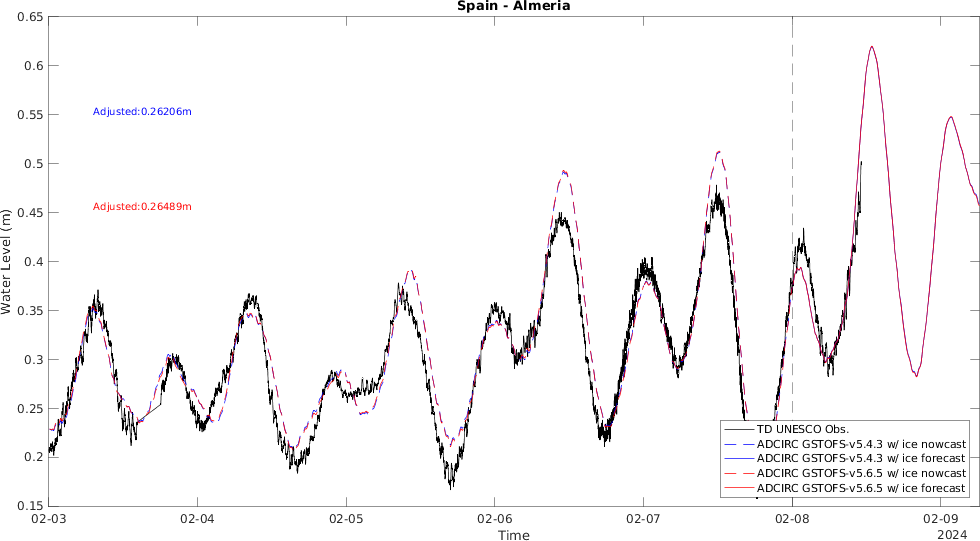 Spain - Almeria
0.65
0.6
0.55
0.5
0.45
0.4
0.35
0.3
0.25
0.2
0.15
Water Level (m)
Adjusted:0.26206m
Adjusted:0.26489m
TD UNESCO Obs.
ADCIRC GSTOFS-v5.4.3 w/ ice nowcast
ADCIRC GSTOFS-v5.4.3 w/ ice forecast
ADCIRC GSTOFS-v5.6.5 w/ ice nowcast
ADCIRC GSTOFS-v5.6.5 w/ ice forecast
02-03 02-04 02-05 02-06 02-07 02-08 02-09
Time
2024